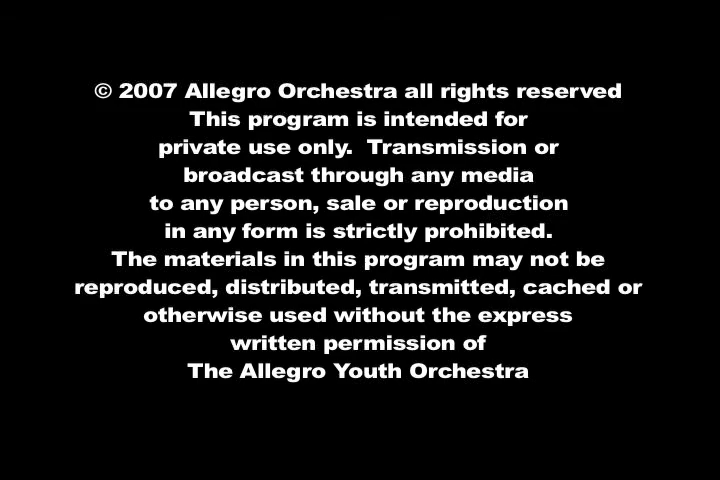 © 2007 Allegro Orchestra all rights reserved
This program is intended for
private use only.  Transmission or
broadcast through any media
to any person, sale or reproduction
in any form is strictly prohibited.
The materials in this program may not be
reproduced, distributed, transmitted, cached or
otherwise used without the express
written permission of
The Allegro Youth Orchestra